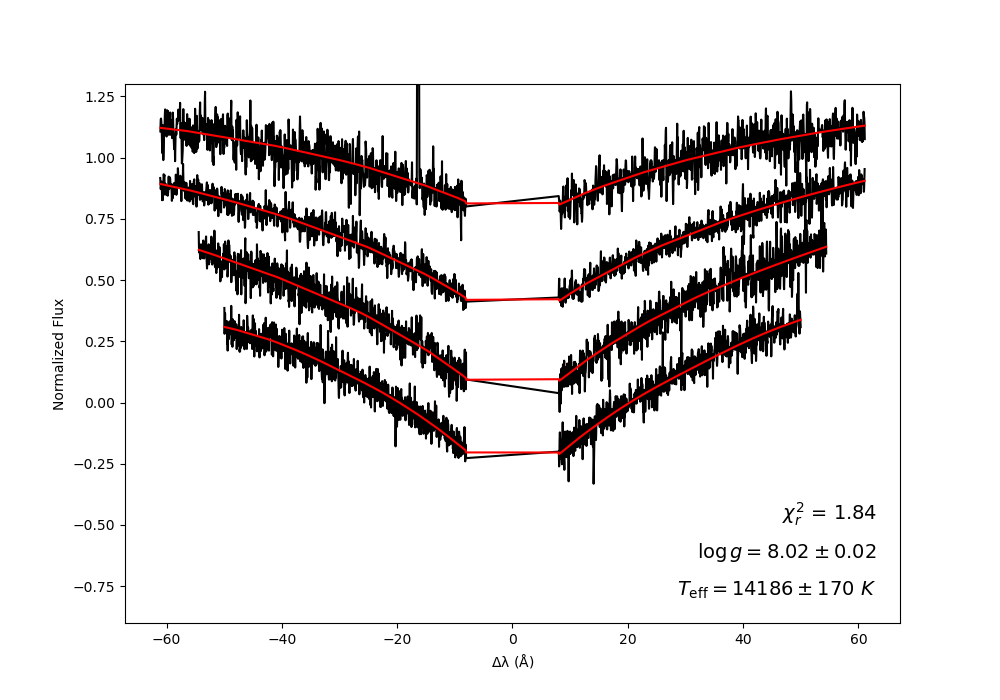 1.25
1.00
0.75
0.50
0.25
0.00
−0.25
−0.50
−0.75
Normalized Flux
χ²ᵣ = 1.84
log g = 8.02 ± 0.02
T_eff = 14186 ± 170 K
−60 −40 −20 0 20 40 60
Δλ (Å)